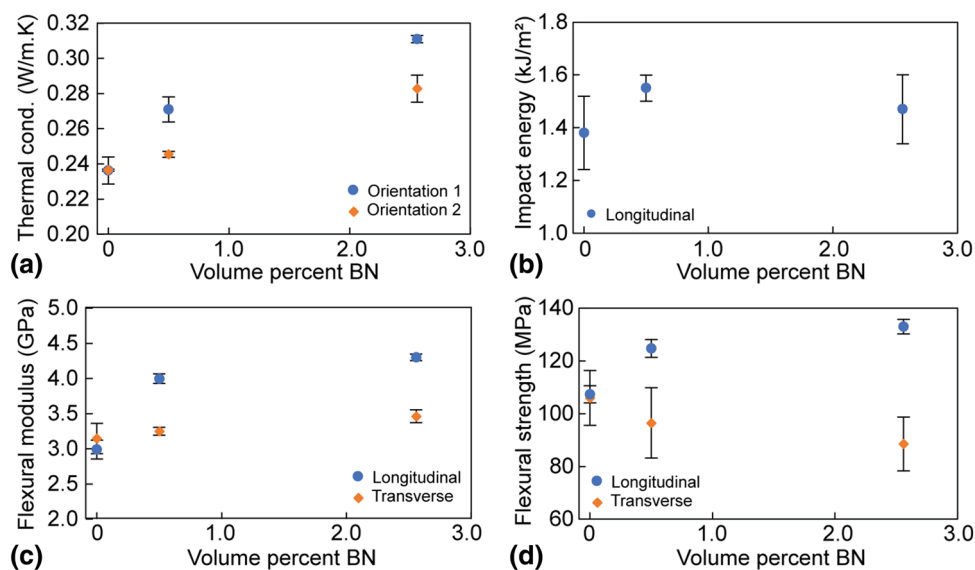 Thermal cond. (W/m.K)
0.32
0.30
0.28
0.26
0.24
0.22
0.20
Orientation 1
Orientation 2
0
1.0
2.0
3.0
(a)
Volume percent BN
Impact energy (kJ/m²)
1.8
1.6
1.4
1.2
1.0
Longitudinal
0
1.0
2.0
3.0
(b)
Volume percent BN
Flexural modulus (GPa)
5.0
4.5
4.0
3.5
3.0
2.5
2.0
Longitudinal
Transverse
0
1.0
2.0
3.0
(c)
Volume percent BN
Flexural strength (MPa)
140
120
100
80
60
Longitudinal
Transverse
0
1.0
2.0
3.0
(d)
Volume percent BN